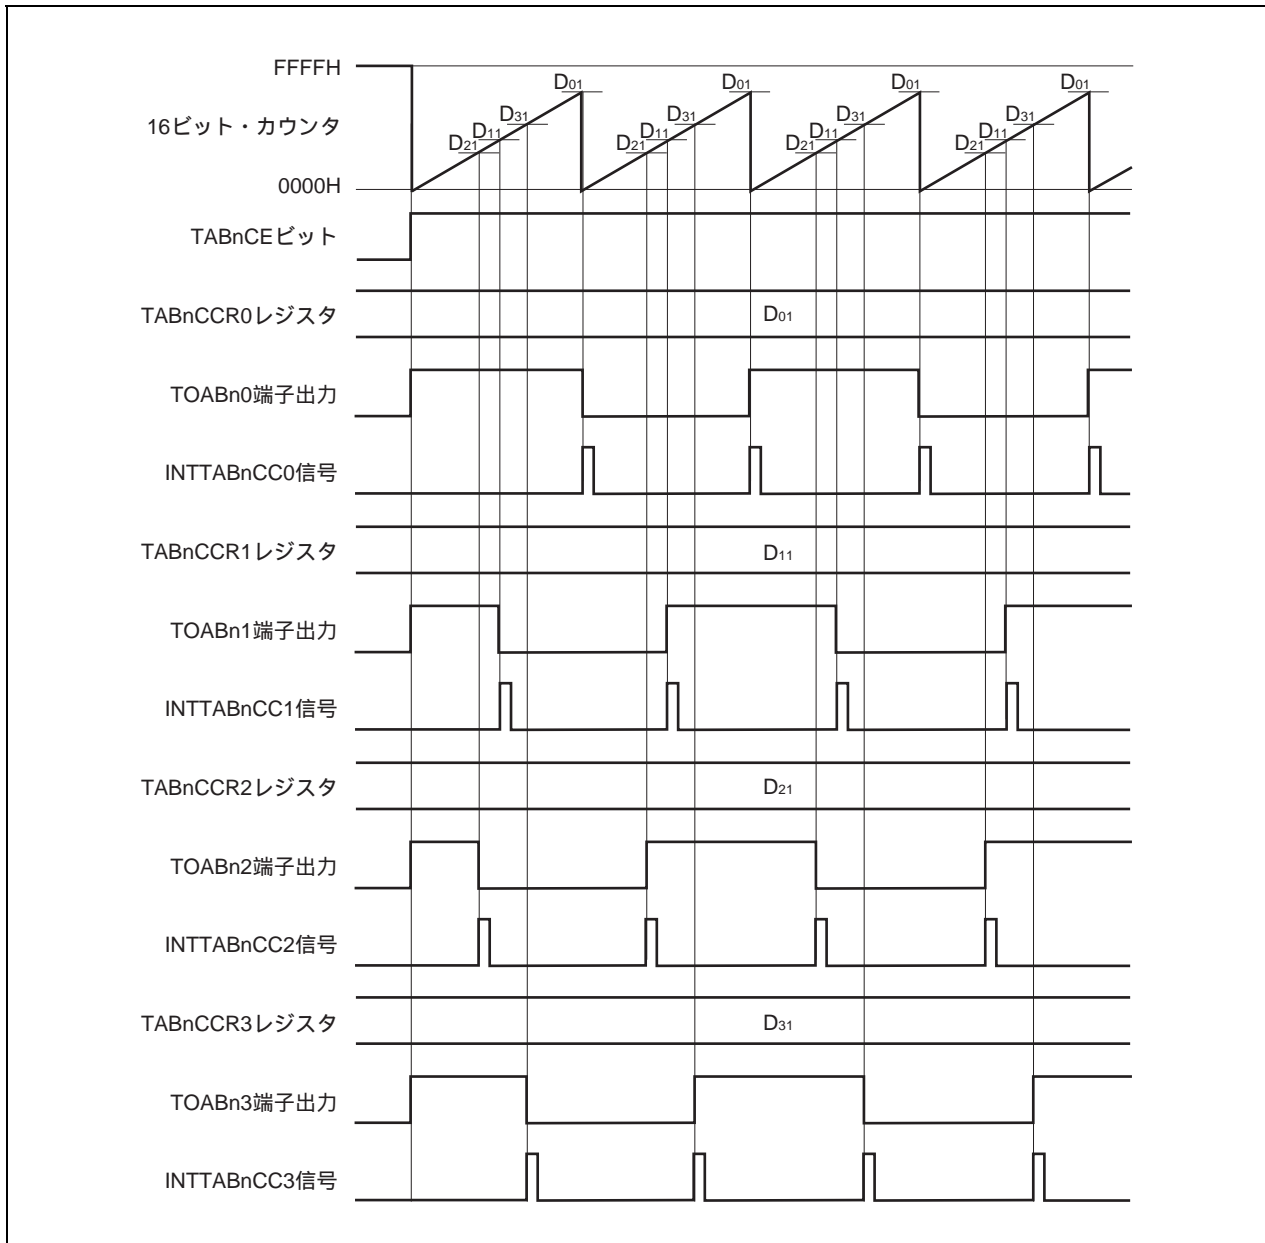 FFFFH
D01 D01 D01 D01
D31 D31 D31 D31
16ビット・カウンタ
D11 D11 D11 D11
D21 D21 D21 D21
0000H
TABnCEビット
TABnCCR0レジスタ
D01
TOABn0端子出力
INTTABnCC0信号
TABnCCR1レジスタ
D11
TOABn1端子出力
INTTABnCC1信号
TABnCCR2レジスタ
D21
TOABn2端子出力
INTTABnCC2信号
TABnCCR3レジスタ
D31
TOABn3端子出力
INTTABnCC3信号